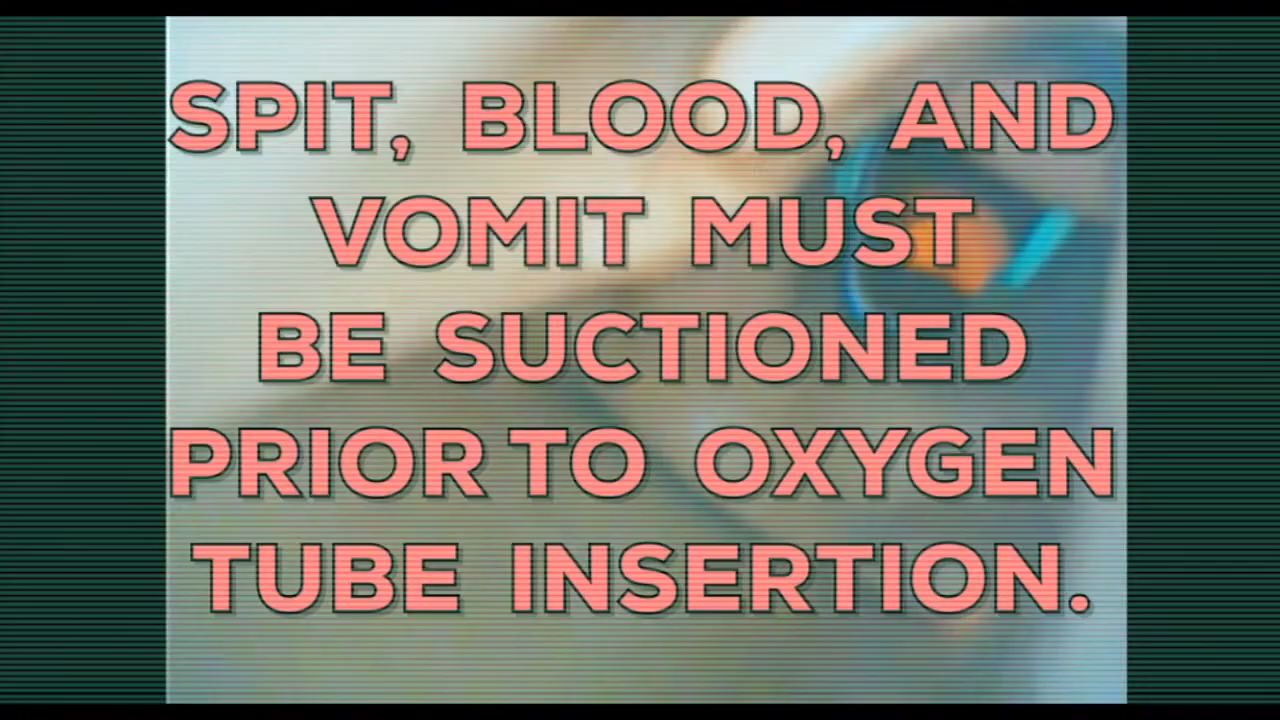 SPIT, BLOOD, AND
VOMIT MUST
BE SUCTIONED
PRIOR TO OXYGEN
TUBE INSERTION.